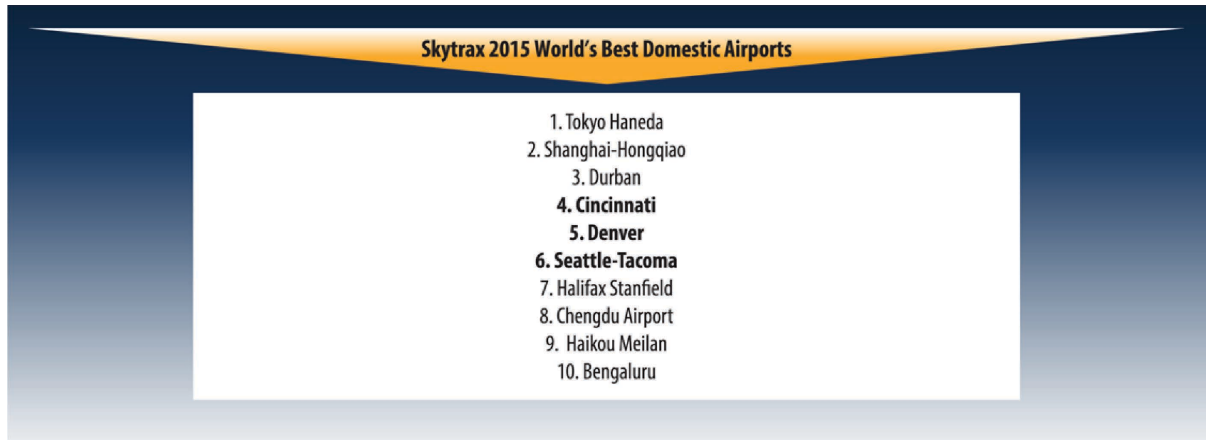 Skytrax 2015 World's Best Domestic Airports
1. Tokyo Haneda
2. Shanghai-Hongqiao
3. Durban
4. Cincinnati
5. Denver
6. Seattle-Tacoma
7. Halifax Stanfield
8. Chengdu Airport
9. Haikou Meilan
10. Bengaluru